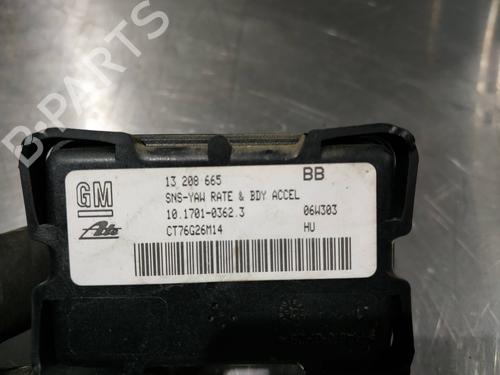 B-PARTS
GM
13 208 665
BB
SNS-YAW RATE & BDY ACCEL
10.1701-0362.3
06W303
Ate
CT76G26M14
HU